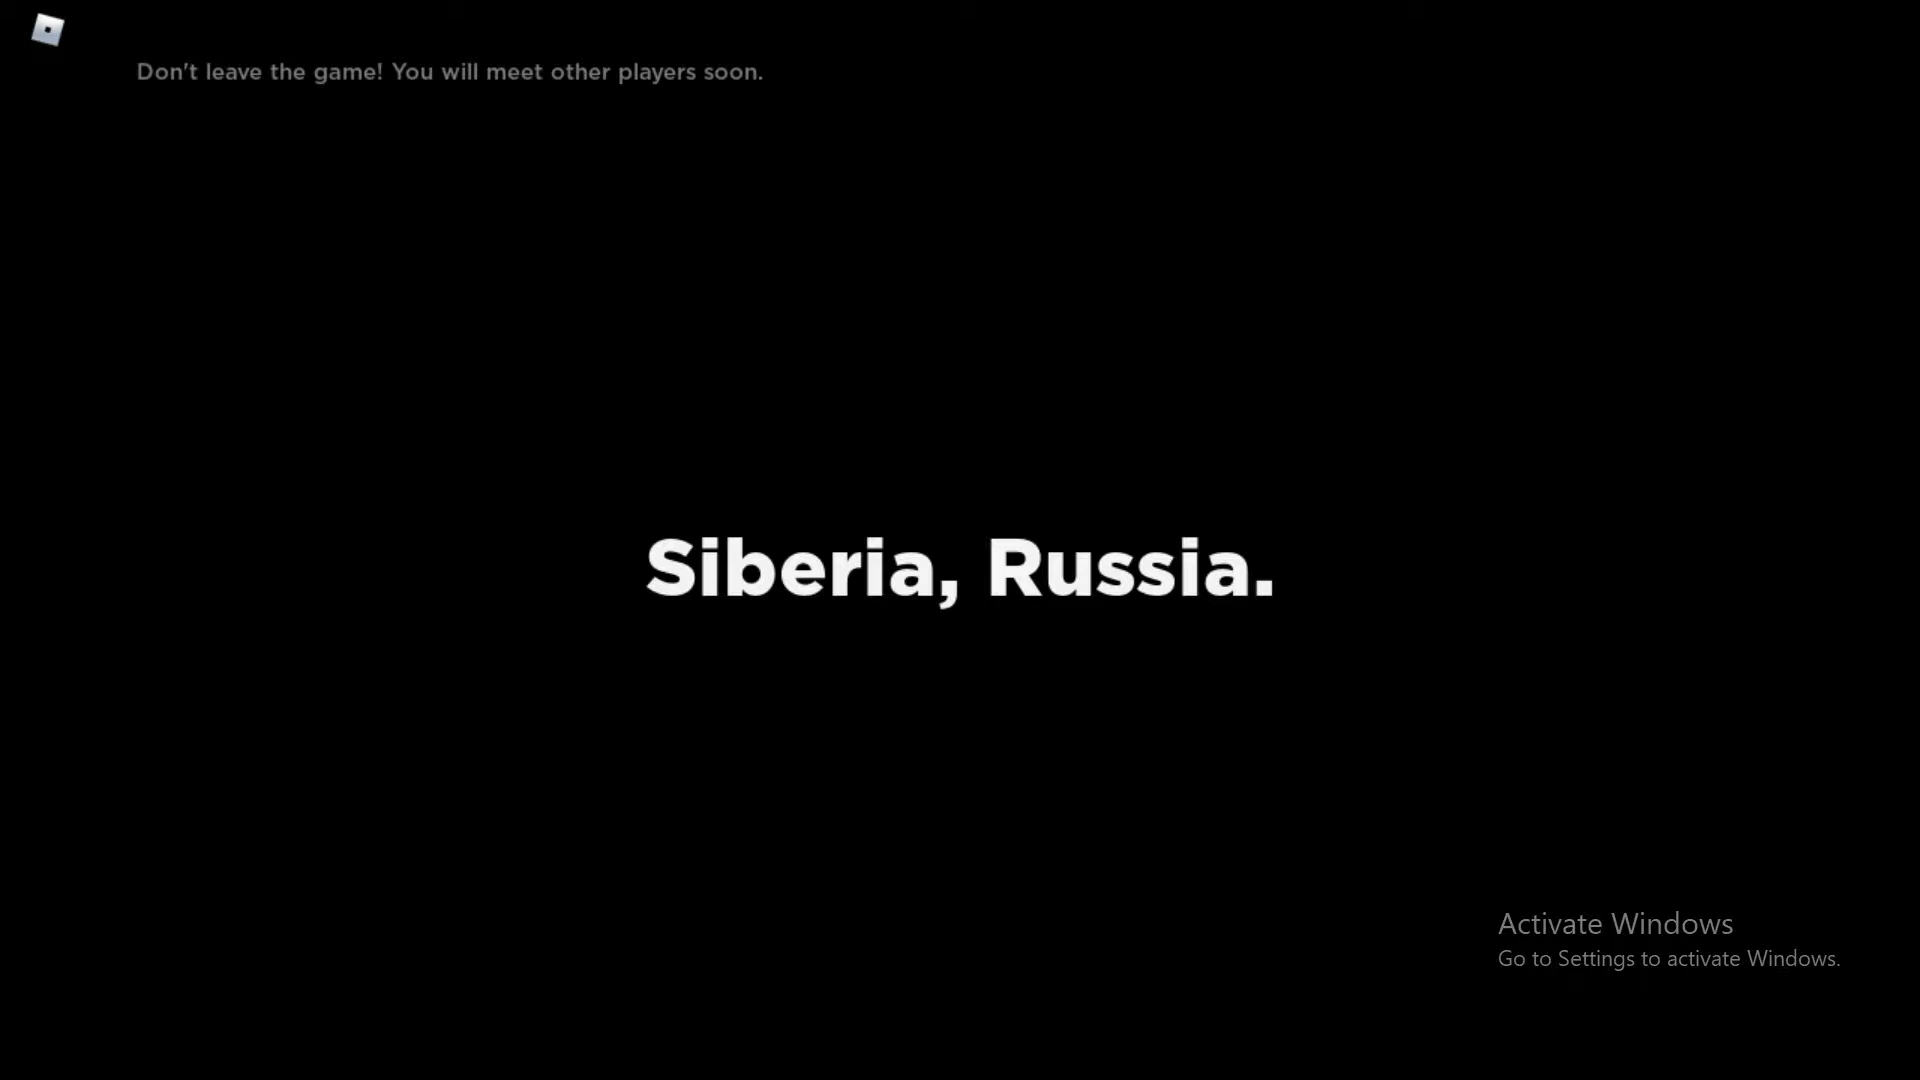 Don't leave the game! You will meet other players soon.
Siberia, Russia.
Activate Windows
Go to Settings to activate Windows.